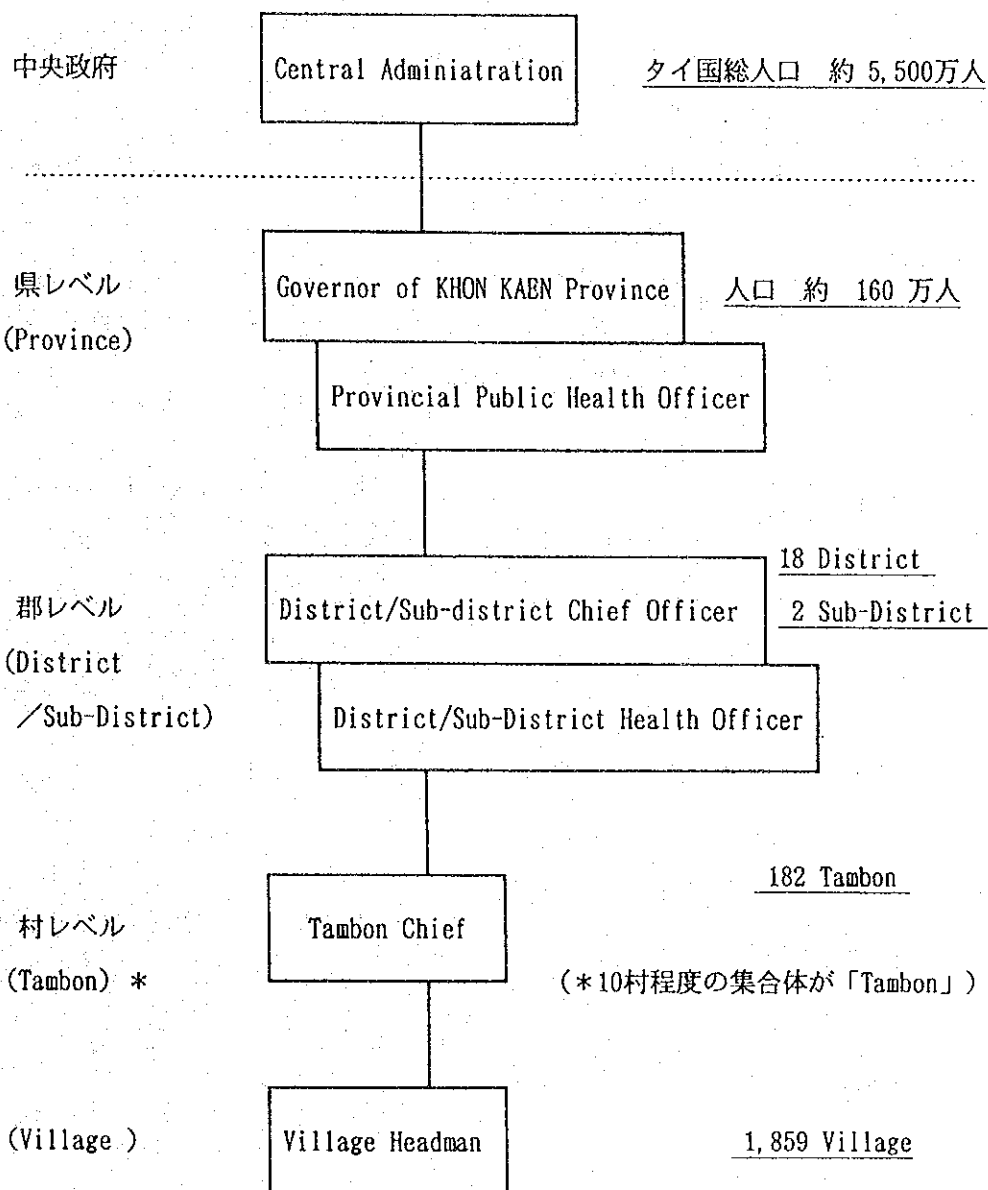 中央政府 Central Adminiatration タイ国総人口 約 5,500万人
県レベル Governor of KHON KAEN Province 人口 約 160 万人
(Province)
Provincial Public Health Officer
18 District
郡レベル District/Sub-district Chief Officer 2 Sub-District
(District
／Sub-District) District/Sub-District Health Officer
182 Tambon
村レベル Tambon Chief
(Tambon) * (*10村程度の集合体が「Tambon」)
(Village ) Village Headman 1,859 Village